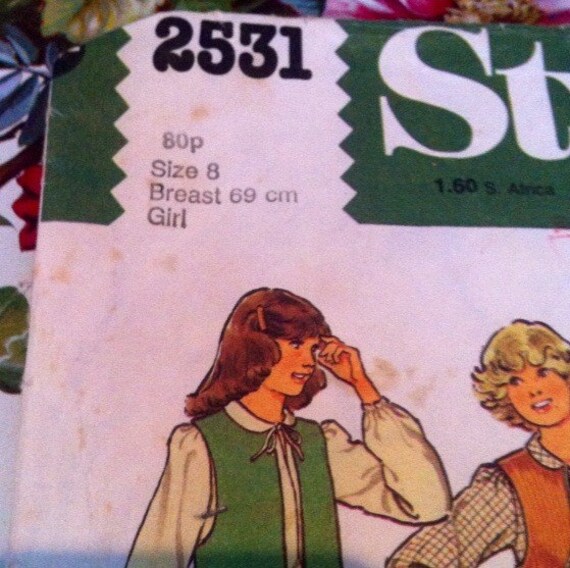 2531
St
80p
Size 8
Breast 69 cm
Girl
1.60 S. Africa